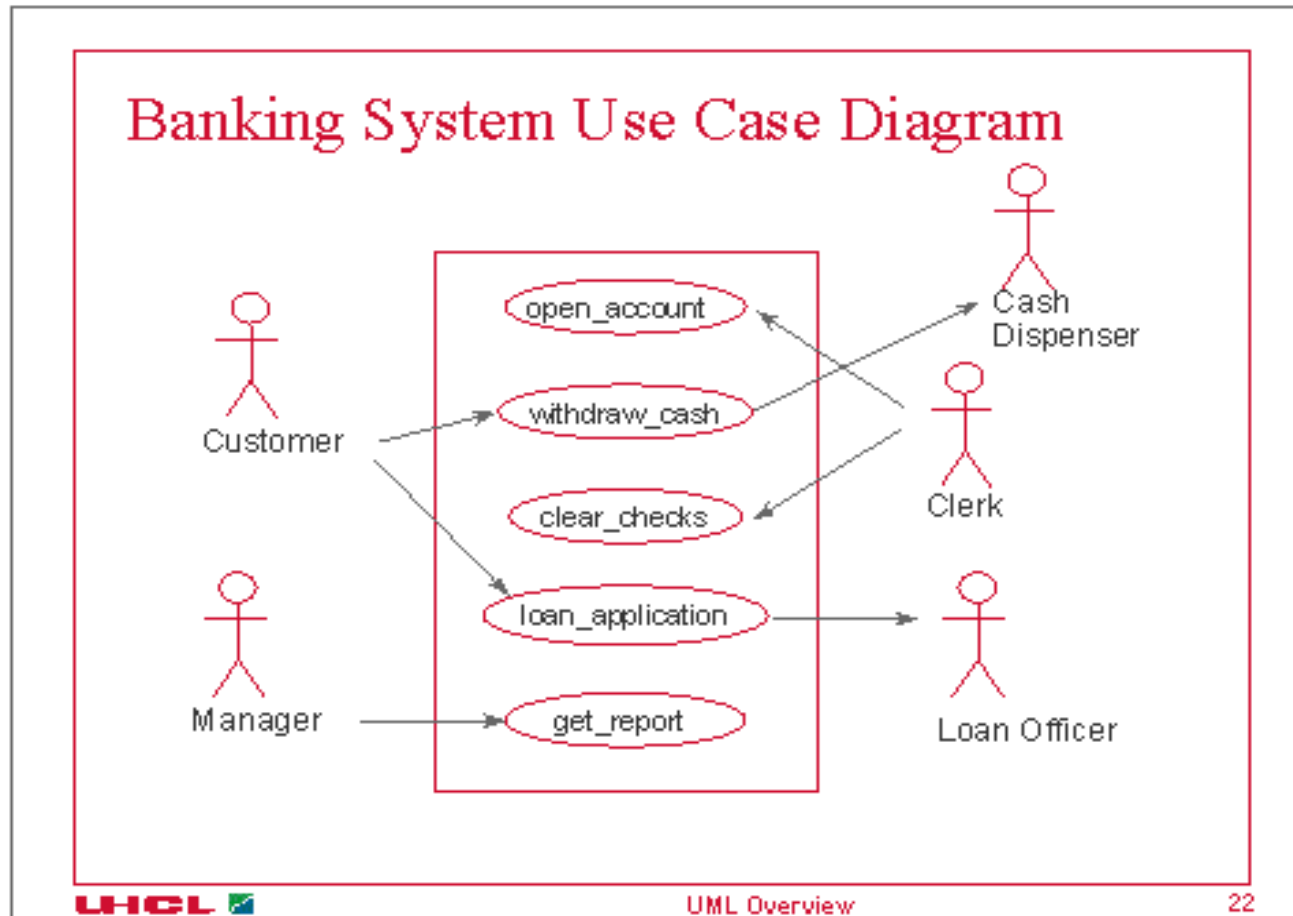 Banking System Use Case Diagram
Cash
Dispenser
open_account
withdraw_cash
Customer
Clerk
clear_checks
loan_application
Manager
get_report
Loan Officer
UHCL
UML Overview
22